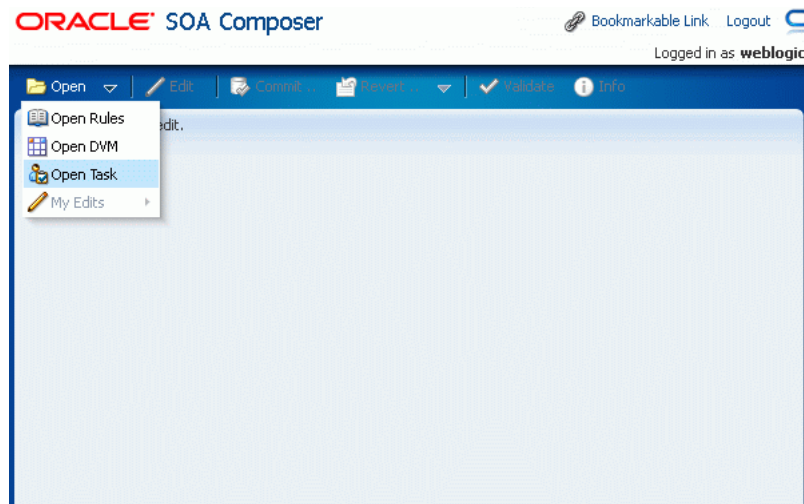 ORACLE SOA Composer
Bookmarkable Link Logout
Logged in as weblogic
Open Edit Commit .. Revert .. Validate Info
Open Rules
edit.
Open DVM
Open Task
My Edits